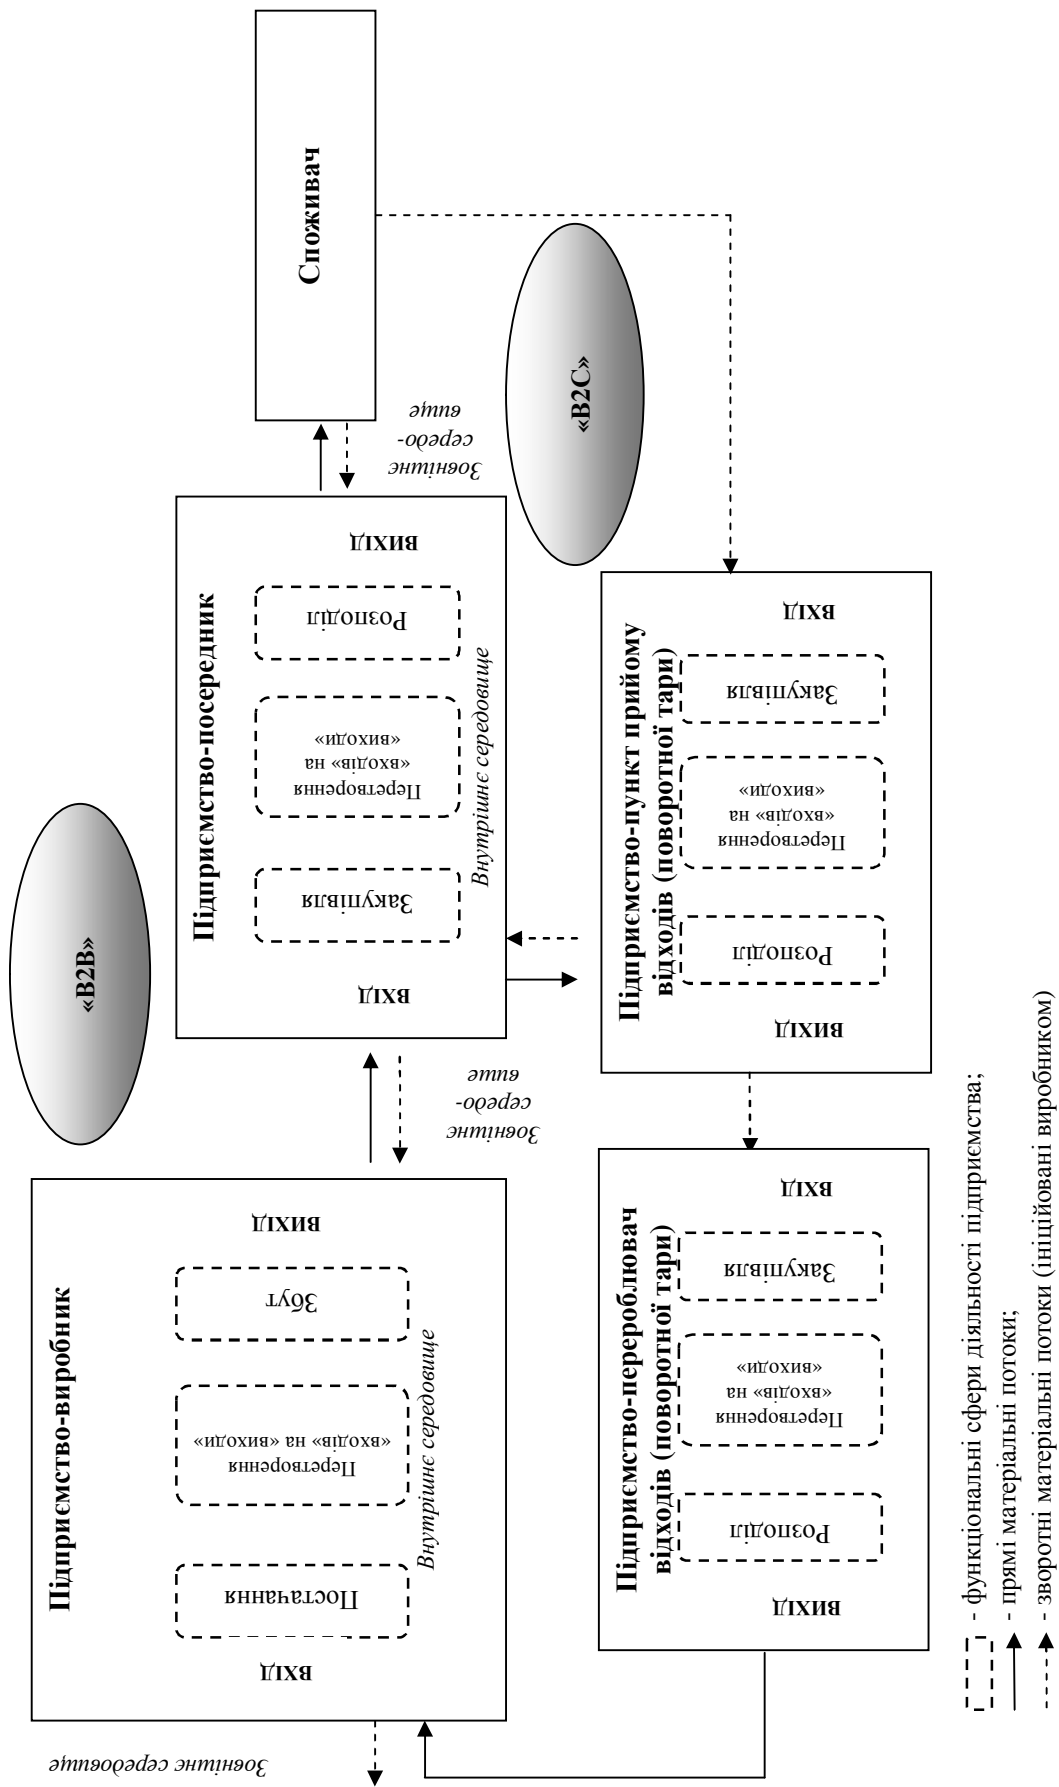 «В2В»
Підприємство-виробник
ВХІД
Постачання
Перетворення
«входів» на «виходи»
Збут
ВИХІД
Внутрішнє середовище
Зовнішнє середовище
Зовнішнє
середо-
више
Підприємство-посередник
ВХІД
Закупівля
Перетворення
«входів» на
«виходи»
Розподіл
ВИХІД
Внутрішнє середовище
Зовнішнє
середо-
вище
Споживач
«В2С»
Підприємство-перероблювач
відходів (поворотної тари)
ВИХІД
Розподіл
Перетворення
«входів» на
«виходи»
Закупівля
ВХІД
Підприємство-пункт прийому
відходів (поворотної тари)
ВИХІД
Розподіл
Перетворення
«входів» на
«виходи»
Закупівля
ВХІД
- функціональні сфери діяльності підприємства;
- прямі матеріальні потоки;
- зворотні матеріальні потоки (ініційовані виробником)